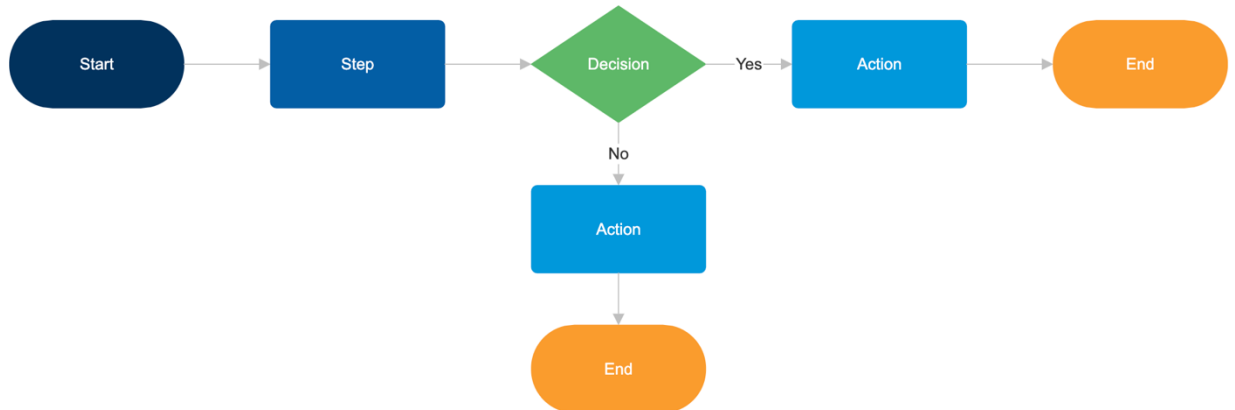 Start
Step
Decision
Yes
Action
End
No
Action
End